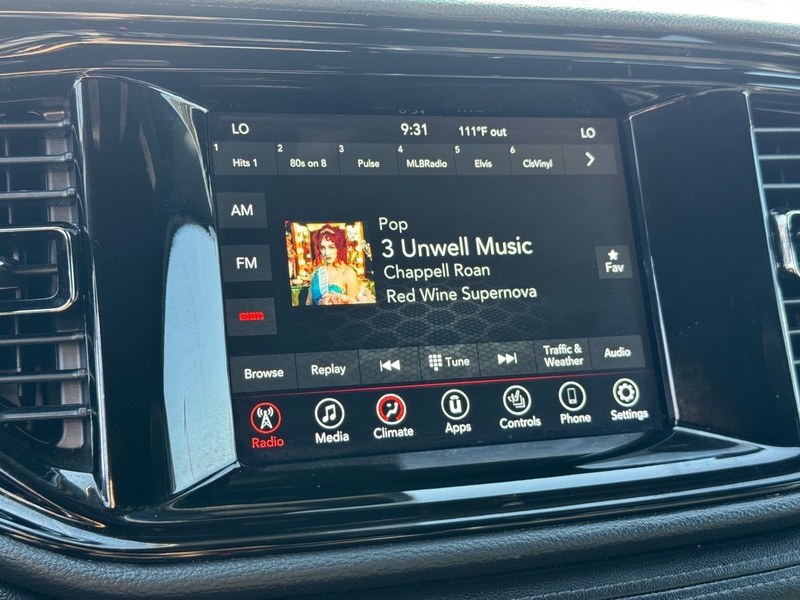 LO 9:31 111°F out LO
1 Hits 1 2 80s on 8 3 Pulse 4 MLBRadio 5 Elvis 6 ClsVinyl
AM
FM
SXM
Pop
3 Unwell Music
Chappell Roan
Red Wine Supernova
Fav
Browse Replay Tune Traffic & Weather Audio
Radio Media Climate Apps Controls Phone Settings